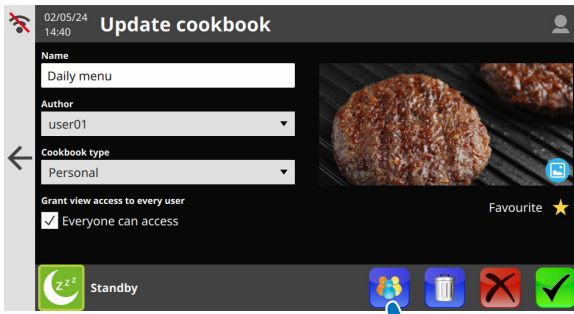 02/05/24
14:40
Update cookbook
Name
Daily menu
Author
user01
Cookbook type
Personal
Grant view access to every user
Everyone can access
Favourite
zzz
Standby